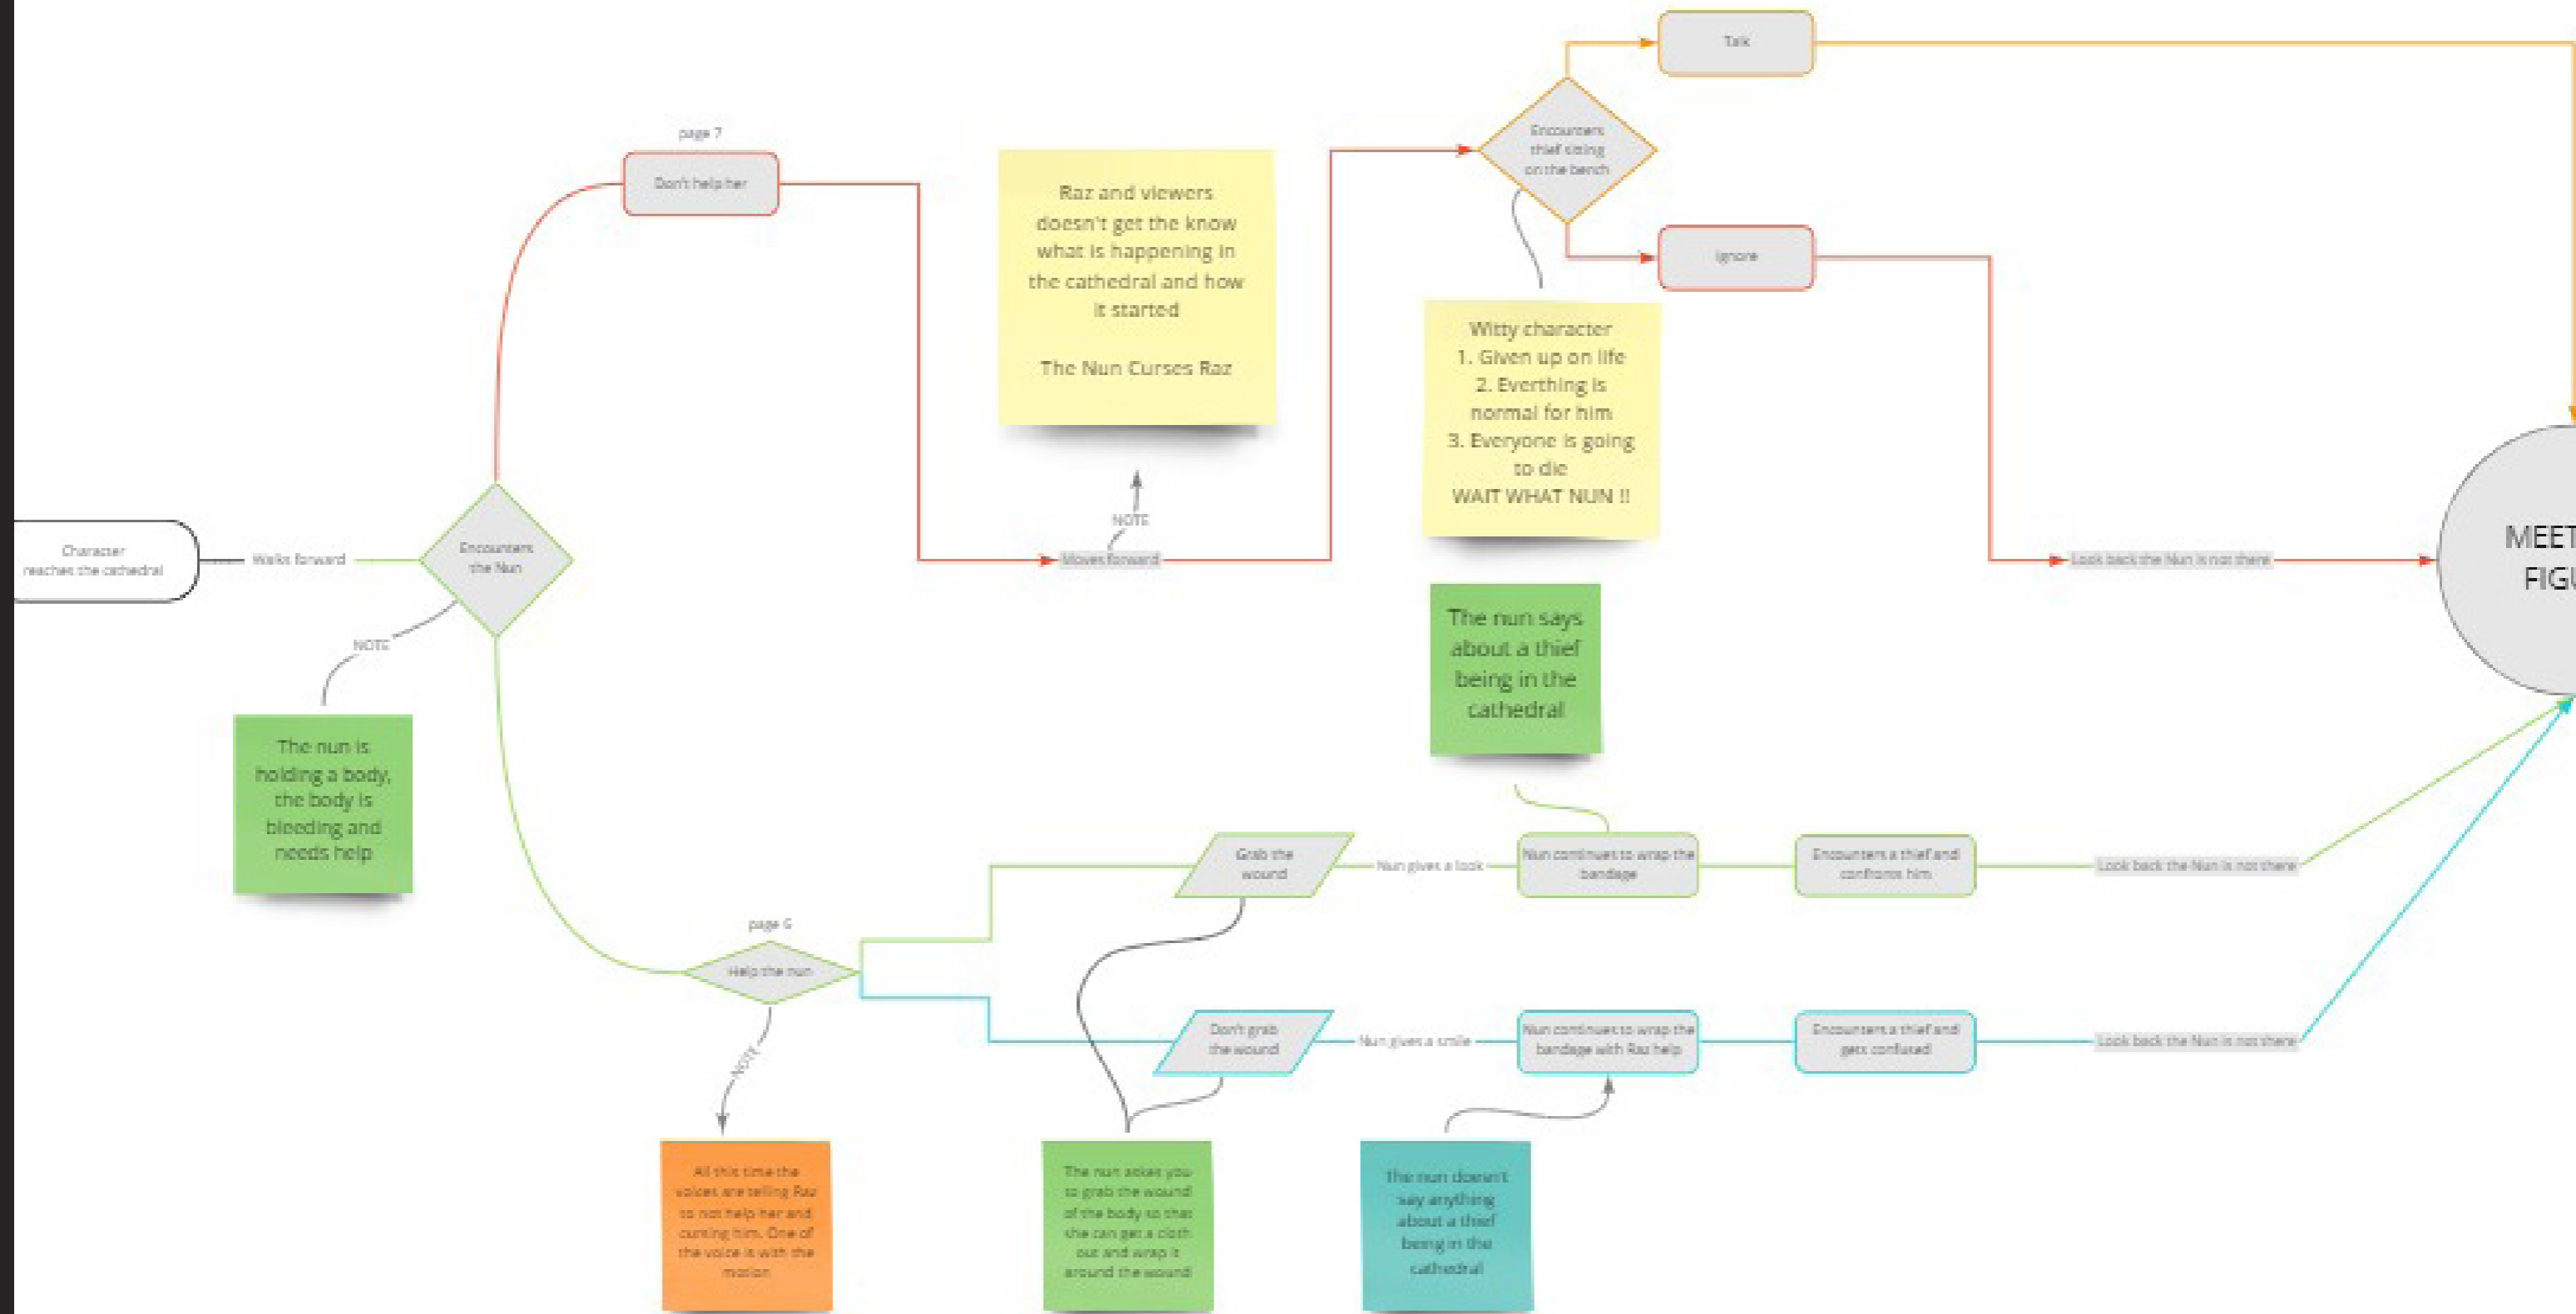 Talk
Encounters
thief sitting
on the bench
page 7
Don't help her
Raz and viewers
doesn't get the know
what is happening in
the cathedral and how
it started
The Nun Curses Raz
Ignore
Witty character
1. Given up on life
2. Everthing is
normal for him
3. Everyone is going
to die
WAIT WHAT NUN !!
NOTE
Moves forward
Look back the Nun is not there
MEET
FIGU
Character
reaches the cathedral
Walks forward
Encounters
the Nun
NOTE
The nun is
holding a body,
the body is
bleeding and
needs help
The nun says
about a thief
being in the
cathedral
Grab the
wound
Nun gives a look
Nun continues to wrap the
bandage
Encounters a thief and
confronts him
Look back the Nun is not there
page 6
Help the nun
Don't grab
the wound
Nun gives a smile
Nun continues to wrap the
bandage with Raz help
Encounters a thief and
gets confused
Look back the Nun is not there
NOTE
All this time the
voices are telling Raz
to not help her and
cursing him. One of
the voice is with the
The nun askes you
to grab the wound
of the body so that
she can get a cloth
out and wrap it
around the wound
The nun doesn't
say anything
about a thief
being in the
cathedral